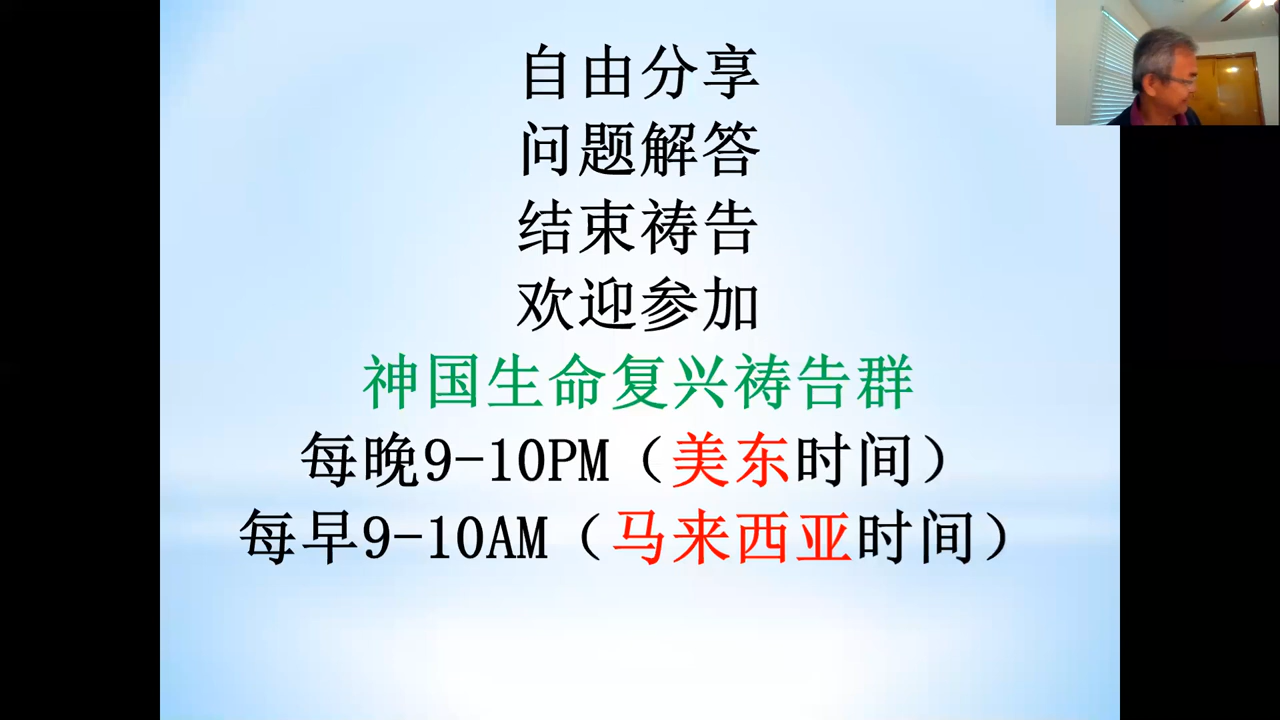 自由分享
问题解答
结束祷告
欢迎参加
神国生命复兴祷告群
每晚9-10PM（美东时间）
每早9-10AM（马来西亚时间）